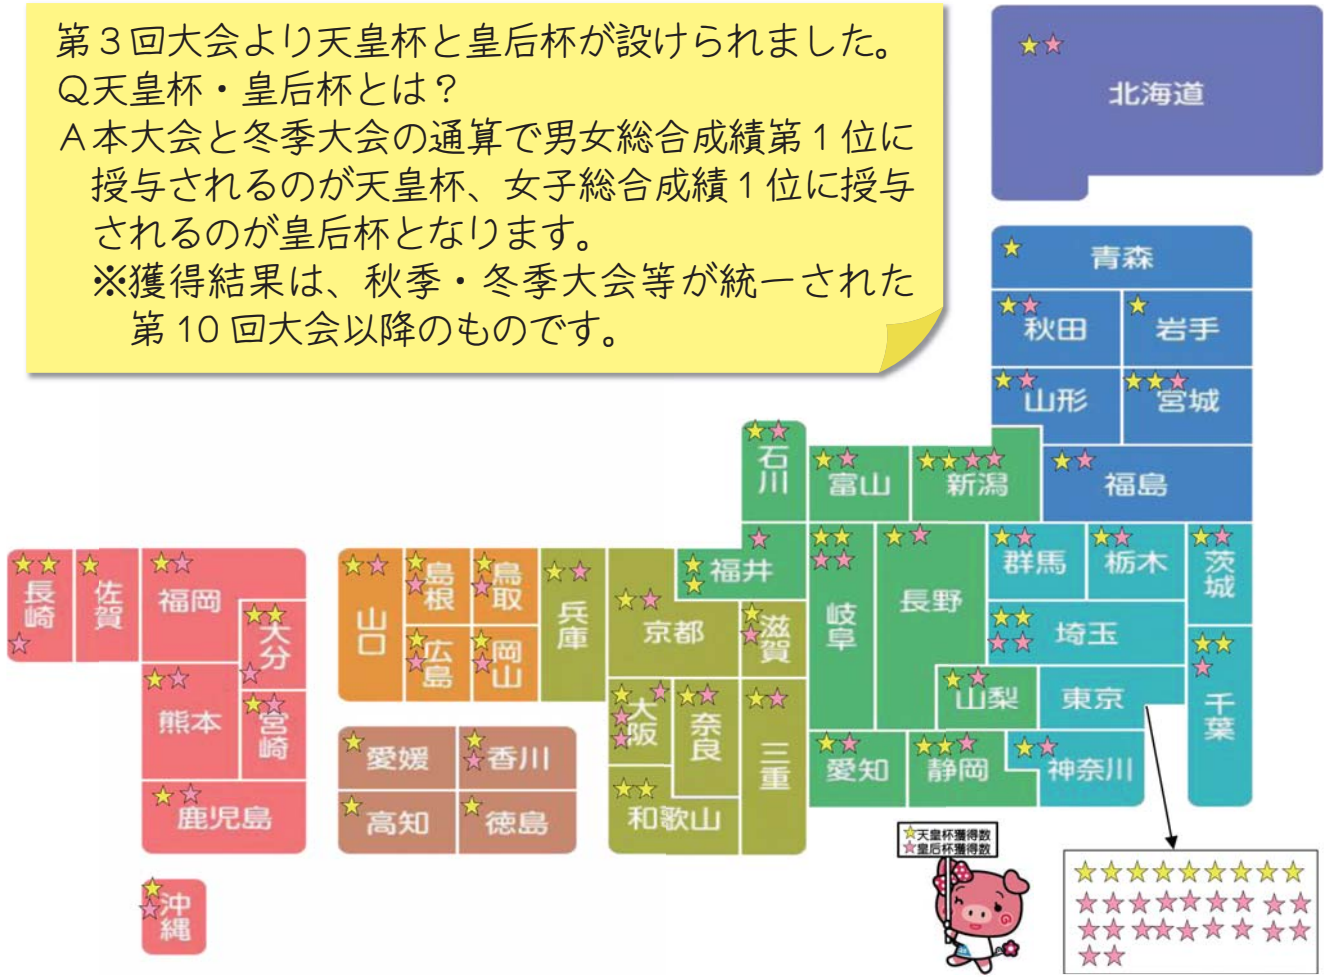 第３回大会より天皇杯と皇后杯が設けられました。
Ｑ天皇杯・皇后杯とは？
Ａ本大会と冬季大会の通算で男女総合成績第１位に
授与されるのが天皇杯、女子総合成績１位に授与
されるのが皇后杯となります。
※獲得結果は、秋季・冬季大会等が統一された
第 10 回大会以降のものです。
北海道
青森
秋田
岩手
山形
宮城
石川
富山
新潟
福島
長崎
佐賀
福岡
大分
山口
島根
鳥取
兵庫
京都
福井
滋賀
岐阜
長野
群馬
栃木
茨城
埼玉
広島
岡山
熊本
宮崎
大阪
奈良
三重
山梨
東京
千葉
愛媛
香川
愛知
静岡
神奈川
鹿児島
高知
徳島
和歌山
天皇杯獲得数
皇后杯獲得数
沖縄